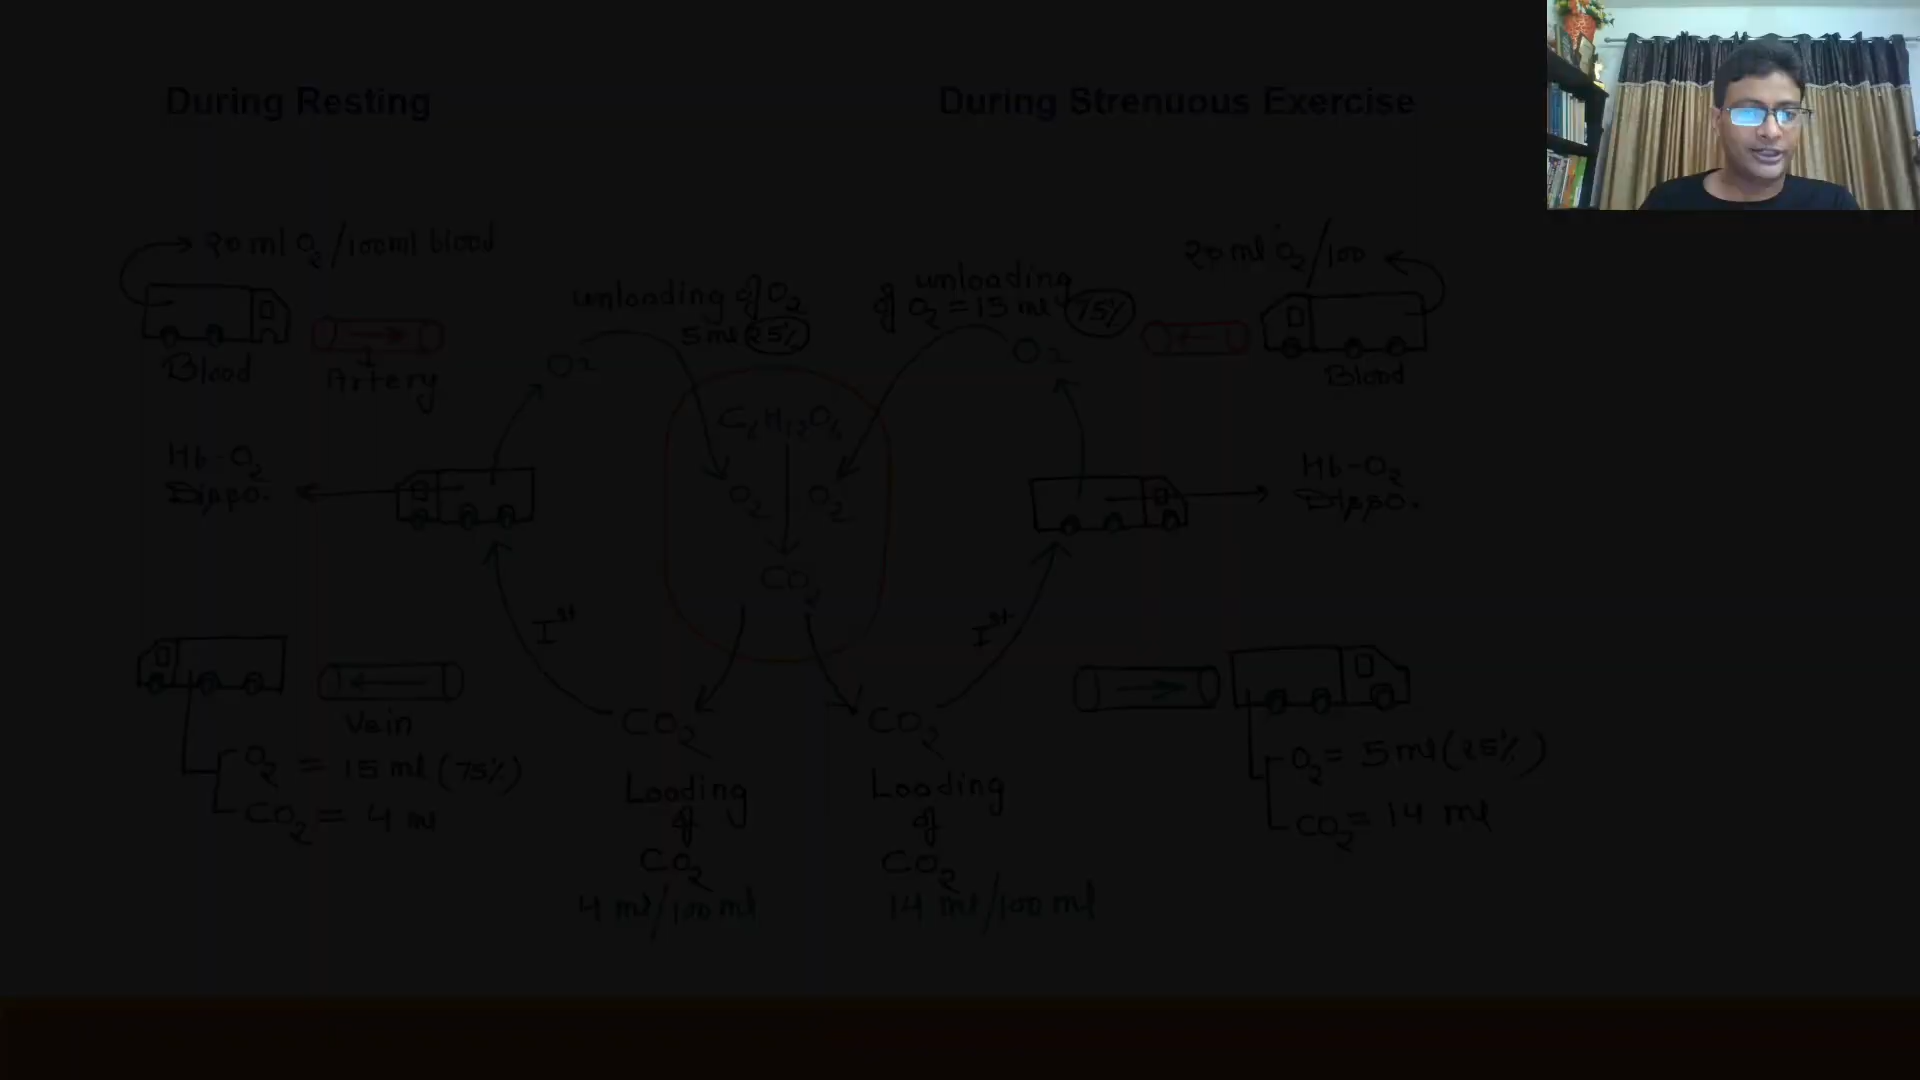 During Resting
During Strenuous Exercise
20 ml O2/100ml blood
20 ml O2/100
unloading of O2
5 ml 25%
unloading
of O2 = 15 ml 75%
Blood
Artery
O2
O2
Blood
C6H12O6
Hb-O2
Disso.
O2 O2
Hb-O2
Disso.
CO2
Ist
Ist
Vein
CO2
CO2
O2 = 15 ml (75%)
CO2 = 4 ml
O2 = 5 ml (25%)
CO2 = 14 ml
Loading
of
CO2
4 ml/100 ml
Loading
of
CO2
14 ml/100 ml